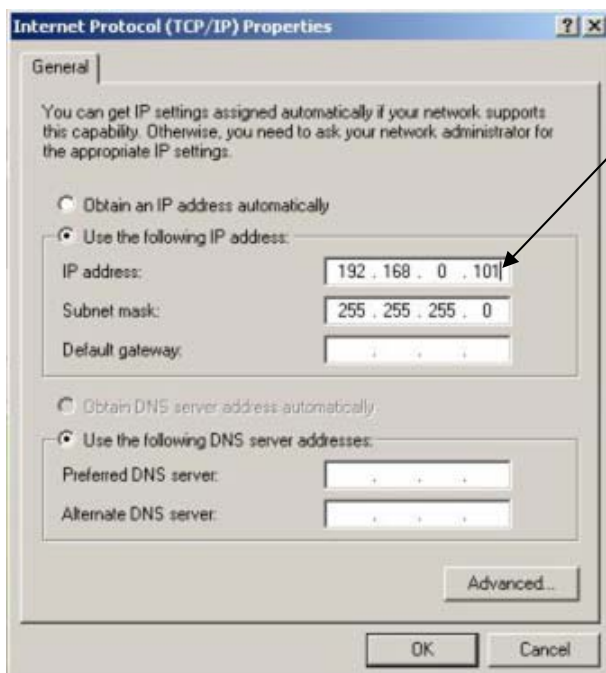 Internet Protocol (TCP/IP) Properties
General
You can get IP settings assigned automatically if your network supports
this capability. Otherwise, you need to ask your network administrator for
the appropriate IP settings.
Obtain an IP address automatically
Use the following IP address:
IP address: 192 . 168 . 0 . 101
Subnet mask: 255 . 255 . 255 . 0
Default gateway: . . .
Obtain DNS server address automatically
Use the following DNS server addresses:
Preferred DNS server: . . .
Alternate DNS server: . . .
Advanced...
OK Cancel